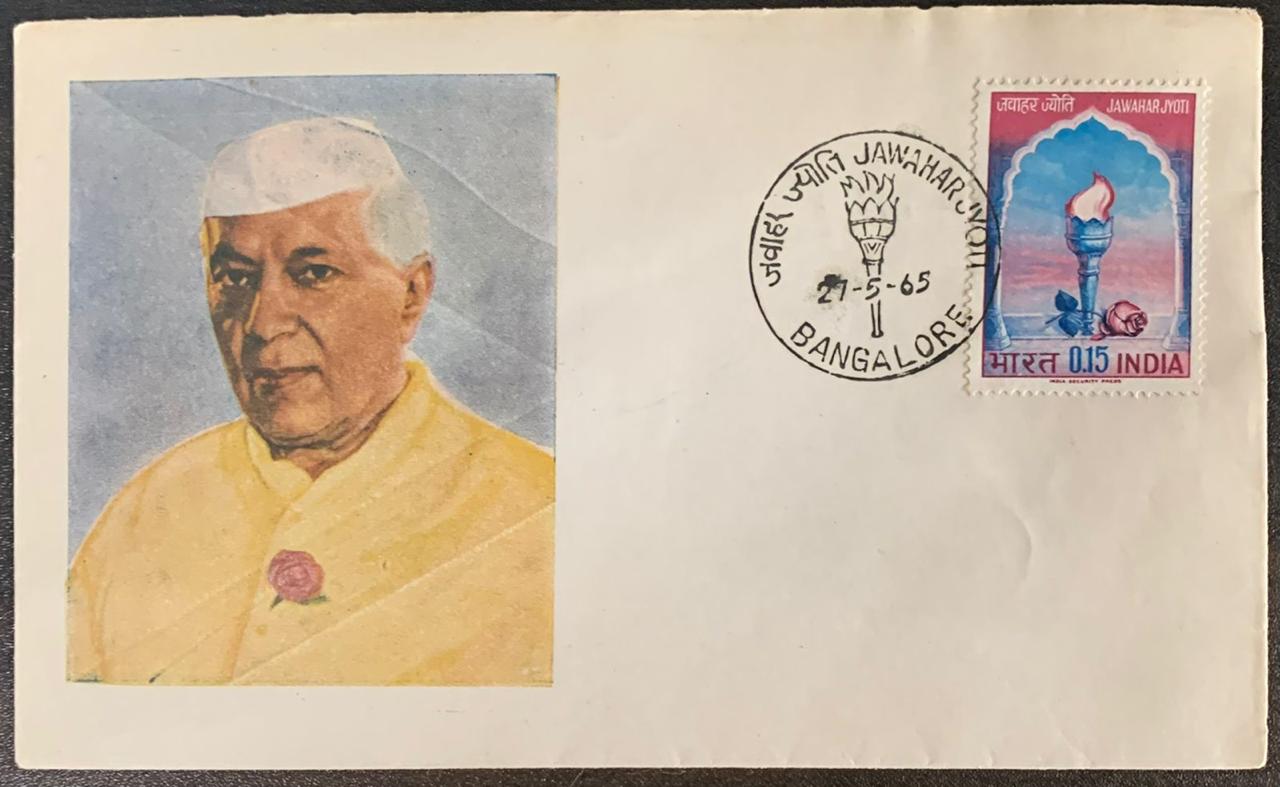 जवाहर ज्योति JAWAHAR JYOTI
27-5-65
BANGALORE
जवाहर ज्योति JAWAHAR JYOTI
भारत 0.15 INDIA
INDIA SECURITY PRESS